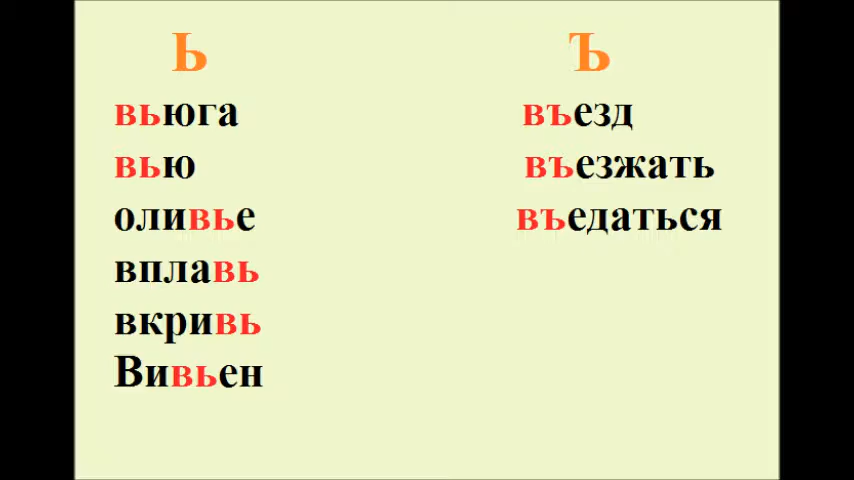 Ь Ъ
вьюга въезд
вью въезжать
оливье въедаться
вплавь
вкривь
Вивьен